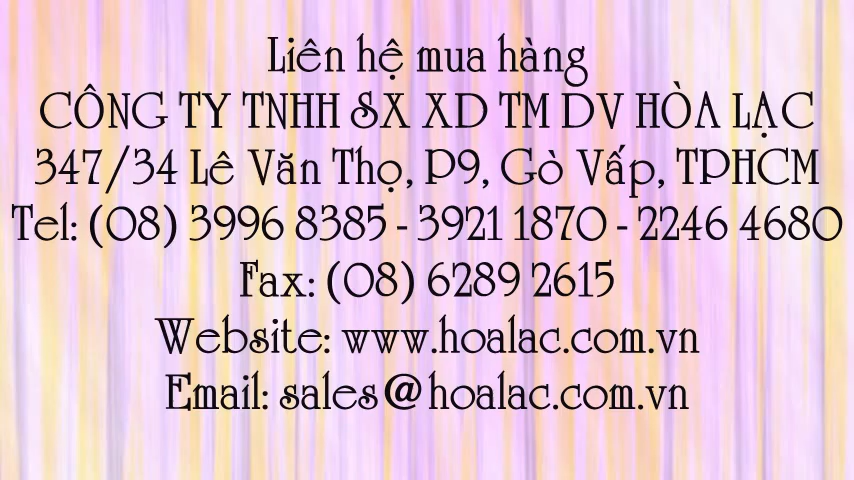 Liên hệ mua hàng
CÔNG TY TNHH SX XD TM DV HÒA LẠC
347/34 Lê Văn Thọ, P9, Gò Vấp, TPHCM
Tel: (08) 3996 8385 - 3921 1870 - 2246 4680
Fax: (08) 6289 2615
Website: www.hoalac.com.vn
Email: sales@hoalac.com.vn